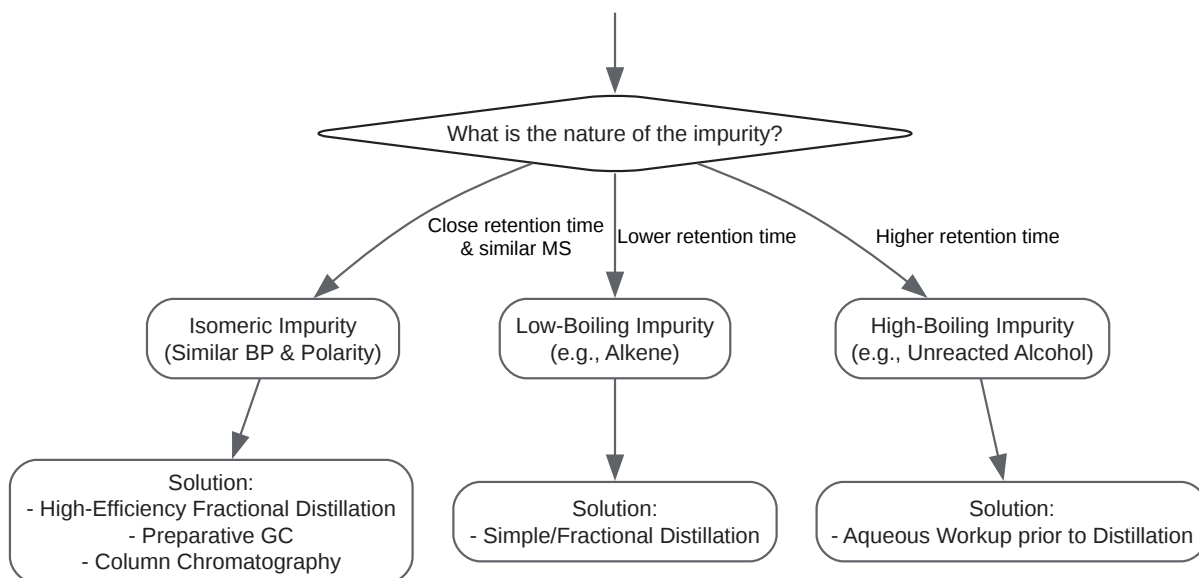 What is the nature of the impurity?
Close retention time
& similar MS
Lower retention time
Higher retention time
Isomeric Impurity
(Similar BP & Polarity)
Low-Boiling Impurity
(e.g., Alkene)
High-Boiling Impurity
(e.g., Unreacted Alcohol)
Solution:
- High-Efficiency Fractional Distillation
- Preparative GC
- Column Chromatography
Solution:
- Simple/Fractional Distillation
Solution:
- Aqueous Workup prior to Distillation